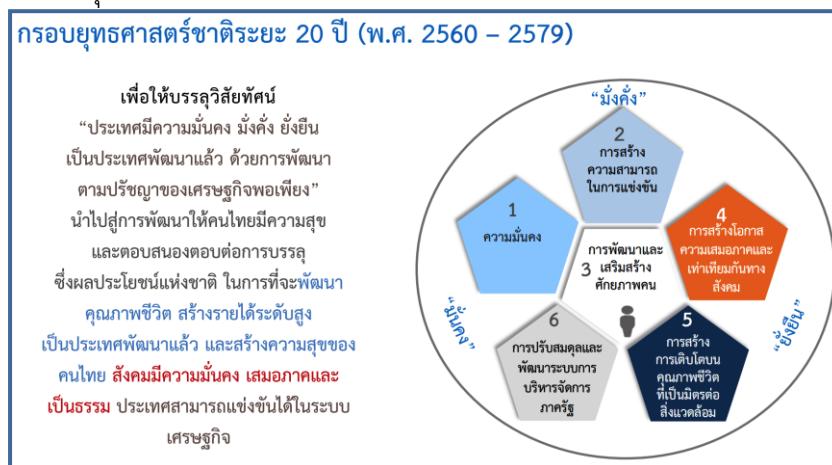 กรอบยุทธศาสตร์ชาติระยะ 20 ปี (พ.ศ. 2560 – 2579)
เพื่อให้บรรลุวิสัยทัศน์
“ประเทศมีความมั่นคง มั่งคั่ง ยั่งยืน
เป็นประเทศพัฒนาแล้ว ด้วยการพัฒนา
ตามปรัชญาของเศรษฐกิจพอเพียง”
นำไปสู่การพัฒนาให้คนไทยมีความสุข
และตอบสนองตอบต่อการบรรลุ
ซึ่งผลประโยชน์แห่งชาติ ในการที่จะพัฒนา
คุณภาพชีวิต สร้างรายได้ระดับสูง
เป็นประเทศพัฒนาแล้ว และสร้างความสุขของ
คนไทย สังคมมีความมั่นคง เสมอภาคและ
เป็นธรรม ประเทศสามารถแข่งขันได้ในระบบ
เศรษฐกิจ
“มั่งคั่ง”
2
การสร้าง
ความสามารถ
ในการแข่งขัน
1
ความมั่นคง
4
การสร้างโอกาส
ความเสมอภาคและ
เท่าเทียมกันทาง
สังคม
การพัฒนาและ
3 เสริมสร้าง
ศักยภาพคน
“มั่นคง”
“ยั่งยืน”
6
การปรับสมดุลและ
พัฒนาระบบการ
บริหารจัดการ
ภาครัฐ
5
การสร้าง
การเติบโตบน
คุณภาพชีวิต
ที่เป็นมิตรต่อ
สิ่งแวดล้อม